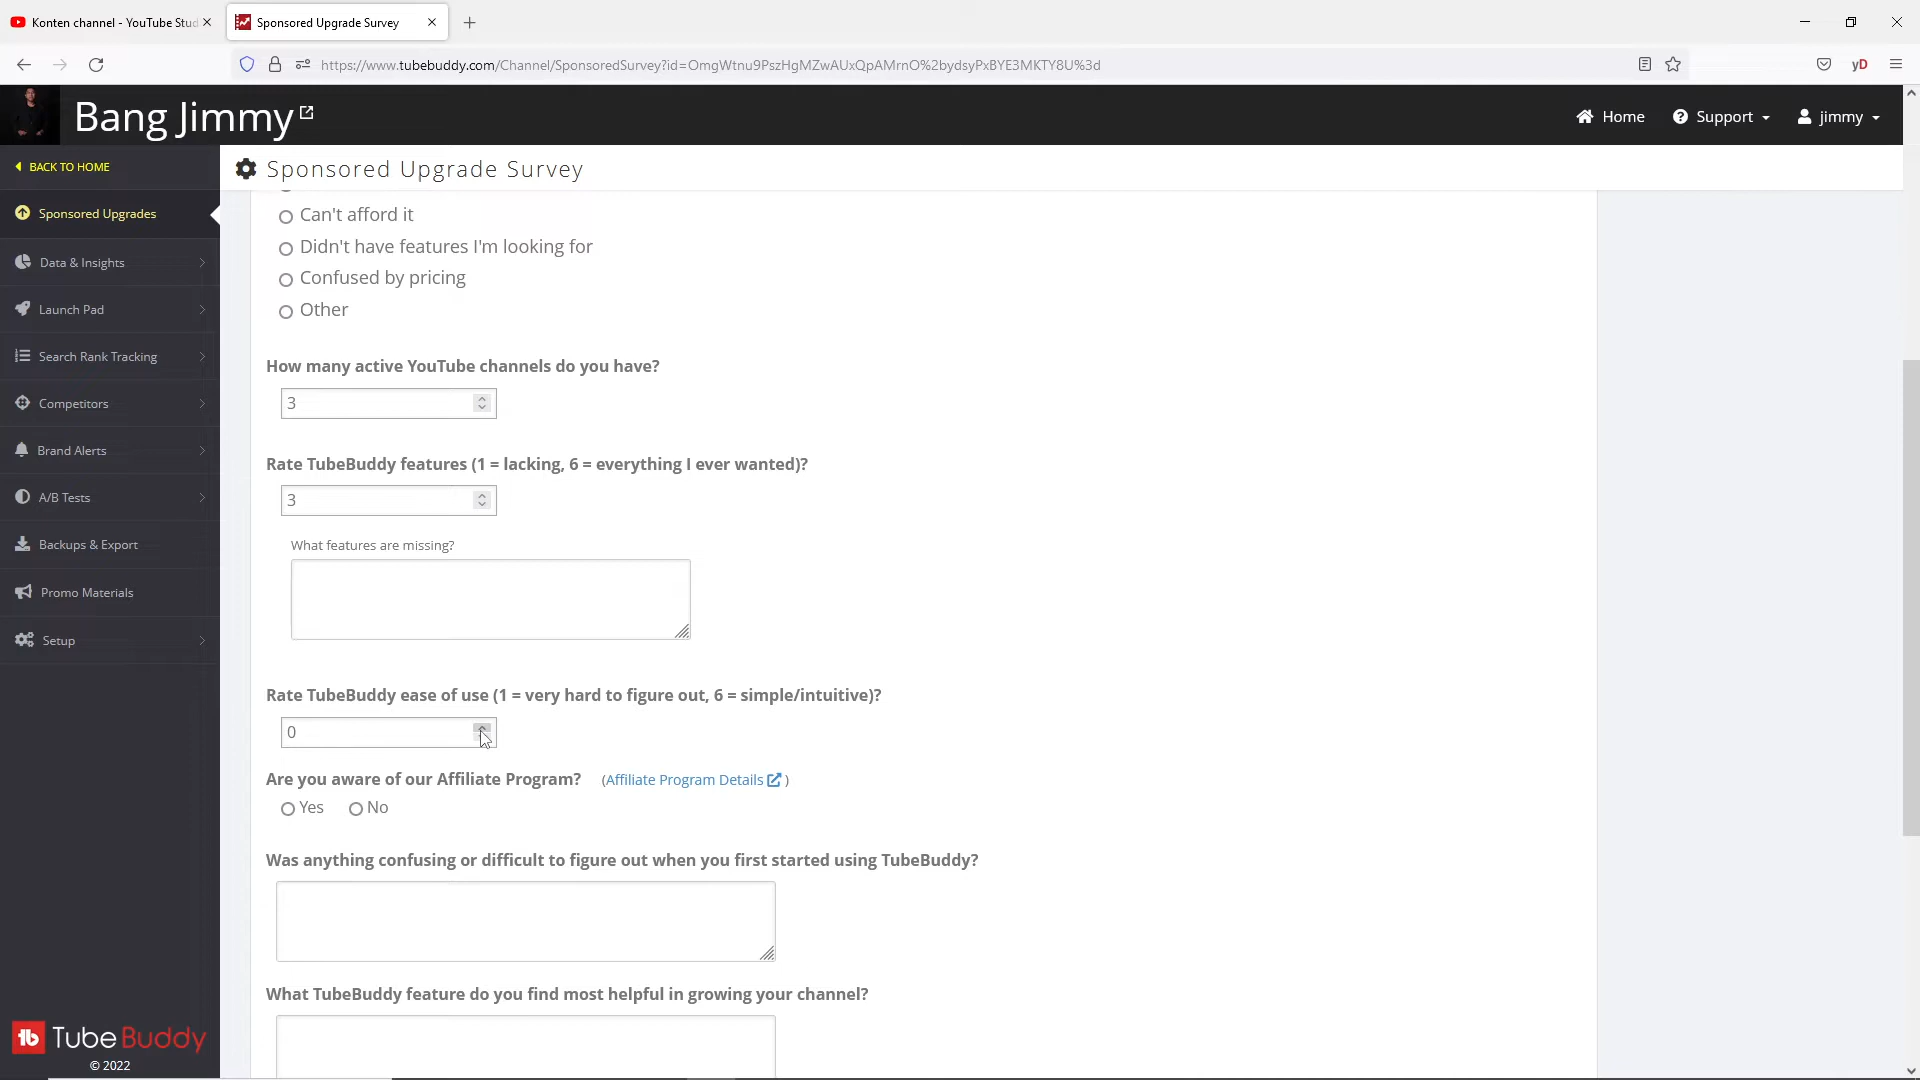 Konten channel - YouTube Stud
Sponsored Upgrade Survey
https://www.tubebuddy.com/Channel/SponsoredSurvey?id=OmgWtnu9PszHgMZwAUxQpAMrnO%2bydsyPxBYE3MKTY8U%3d
yD
Bang Jimmy
Home
Support
jimmy
BACK TO HOME
Sponsored Upgrades
Data & Insights
Launch Pad
Search Rank Tracking
Competitors
Brand Alerts
A/B Tests
Backups & Export
Promo Materials
Setup
tb TubeBuddy
© 2022
Sponsored Upgrade Survey
Can't afford it
Didn't have features I'm looking for
Confused by pricing
Other
How many active YouTube channels do you have?
3
Rate TubeBuddy features (1 = lacking, 6 = everything I ever wanted)?
3
What features are missing?
Rate TubeBuddy ease of use (1 = very hard to figure out, 6 = simple/intuitive)?
0
Are you aware of our Affiliate Program? (Affiliate Program Details )
Yes No
Was anything confusing or difficult to figure out when you first started using TubeBuddy?
What TubeBuddy feature do you find most helpful in growing your channel?